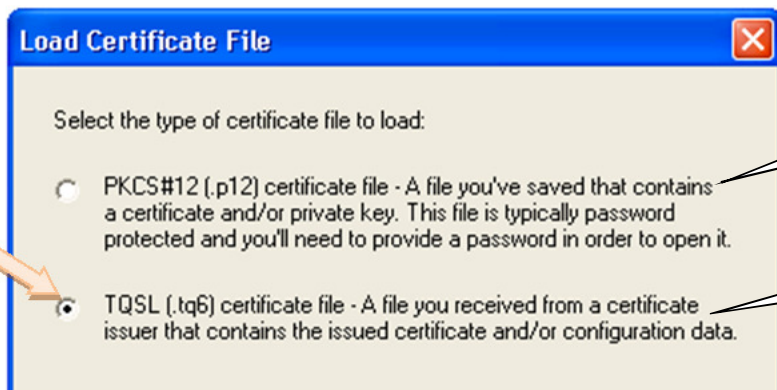 Load Certificate File
Select the type of certificate file to load:
PKCS#12 (.p12) certificate file - A file you've saved that contains
a certificate and/or private key. This file is typically password
protected and you'll need to provide a password in order to open it.
TQSL (.tq6) certificate file - A file you received from a certificate
issuer that contains the issued certificate and/or configuration data.